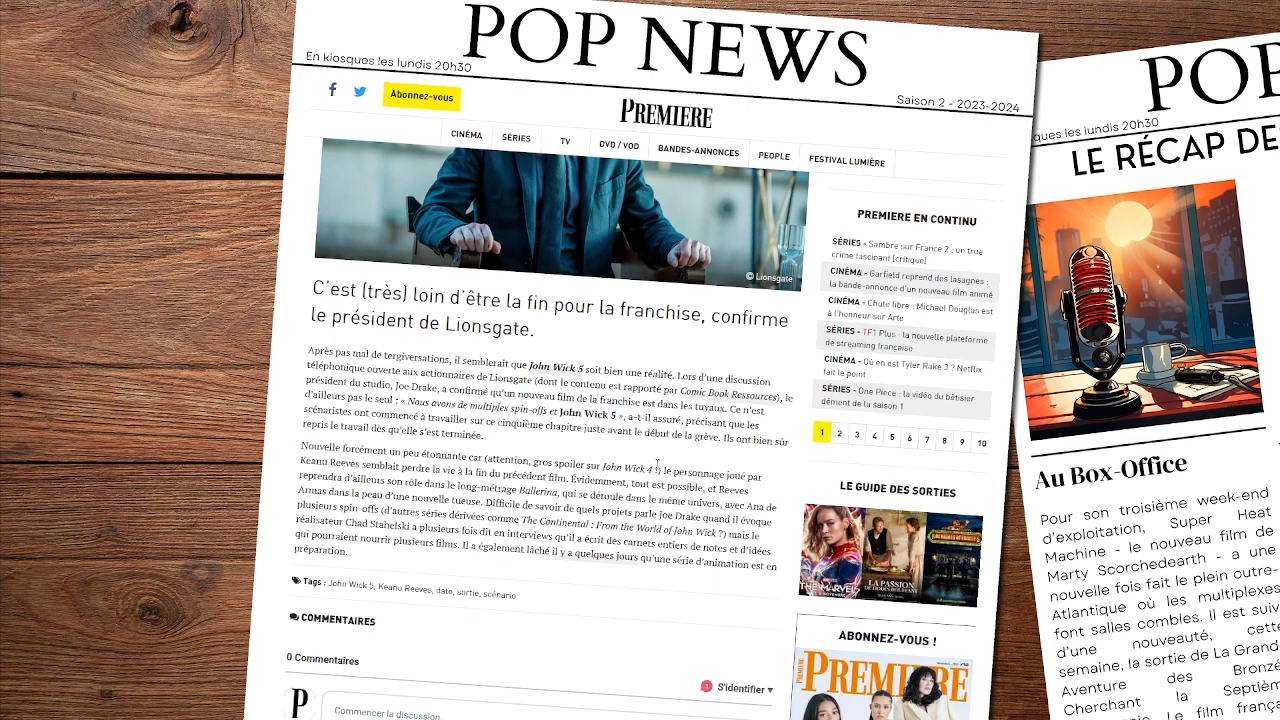 POP NEWS
En kiosques les lundis 20h30
Saison 2 - 2023-2024
Abonnez-vous
PREMIERE
CINÉMA
SÉRIES
TV
DVD / VOD
BANDES-ANNONCES
PEOPLE
FESTIVAL LUMIÈRE
© Lionsgate
C'est (très) loin d'être la fin pour la franchise, confirme
le président de Lionsgate.
Après pas mal de tergiversations, il semblerait que John Wick 5 soit bien une réalité. Lors d'une discussion
téléphonique ouverte aux actionnaires de Lionsgate (dont le contenu est rapporté par Comic Book Ressources), le
président du studio, Joe Drake, a confirmé qu'un nouveau film de la franchise est dans les tuyaux. Ce n'est
d'ailleurs pas le seul : « Nous avons de multiples spin-offs et John Wick 5 », a-t-il assuré, précisant que les
scénaristes ont commencé à travailler sur ce cinquième chapitre juste avant le début de la grève. Ils ont bien sûr
repris le travail dès qu'elle s'est terminée.
Nouvelle forcément un peu étonnante car (attention, gros spoiler sur John Wick 4 !) le personnage joué par
Keanu Reeves semblait perdre la vie à la fin du précédent film. Évidemment, tout est possible, et Reeves
reprendra d'ailleurs son rôle dans le long-métrage Ballerina, qui se déroule dans le même univers, avec Ana de
Armas dans la peau d'une nouvelle tueuse. Difficile de savoir de quels projets parle Joe Drake quand il évoque
plusieurs spin-offs (d'autres séries dérivées comme The Continental : From the World of John Wick ?) mais le
réalisateur Chad Stahelski a plusieurs fois dit en interviews qu'il a écrit des carnets entiers de notes et d'idées
qui pourraient nourrir plusieurs films. Il a également lâché il y a quelques jours qu'une série d'animation est en
préparation.
Tags : John Wick 5, Keanu Reeves, date, sortie, scénario
COMMENTAIRES
0 Commentaires
1 S'identifier
P Commencer la discussion
PREMIERE EN CONTINU
SÉRIES - Sambre sur France 2 : un true
crime fascinant [critique]
CINÉMA - Garfield reprend des lasagnes :
la bande-annonce d'un nouveau film animé
CINÉMA - Chute libre : Michael Douglas est
à l'honneur sur Arte
SÉRIES - TF1 Plus : la nouvelle plateforme
de streaming française
CINÉMA - Où en est Tyler Rake 3 ? Netflix
fait le point
SÉRIES - One Piece : la vidéo du bêtisier
dément de la saison 1
1 2 3 4 5 6 7 8 9 10
LE GUIDE DES SORTIES
THE MARVELS
LA PASSION
DE DODIN BOUFFANT
ABONNEZ-VOUS !
PREMIERE
POP
ques les lundis 20h30
LE RÉCAP DE
Au Box-Office
Pour son troisième week-end
d'exploitation, Super Heat
Machine - le nouveau film de
Marty Scorchedearth - a une
nouvelle fois fait le plein outre-
Atlantique où les multiplexes
font salles combles. Il est suivi
d'une nouveauté, cette
semaine, la sortie de La Grande
Aventure des Bronzés
Cherchant la Septième
film français